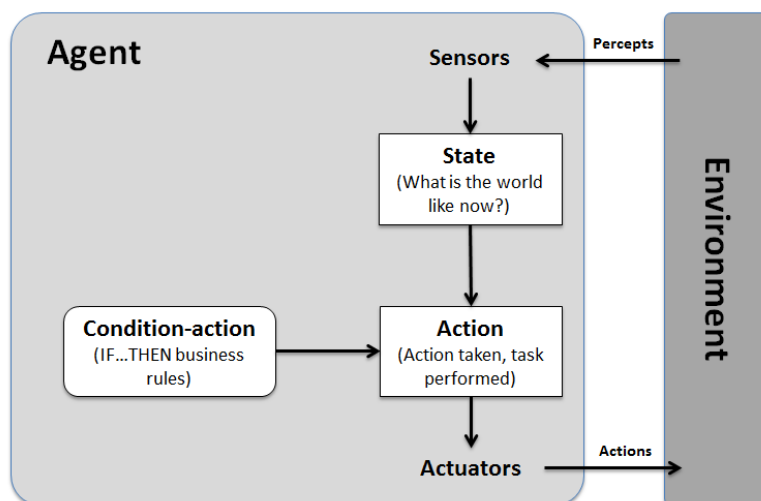 Agent
Sensors
Percepts
State
(What is the world
like now?)
Environment
Condition-action
(IF...THEN business
rules)
Action
(Action taken, task
performed)
Actuators
Actions